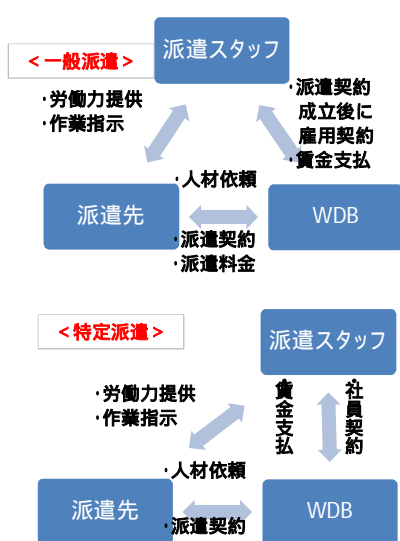 <一般派遣>
派遣スタッフ
・労働力提供
・作業指示
・派遣契約
成立後に
雇用契約
・賃金支払
・人材依頼
派遣先
WDB
・派遣契約
・派遣料金
<特定派遣>
派遣スタッフ
・労働力提供
・作業指示
・賃金支払
・社員契約
・人材依頼
派遣先
WDB
・派遣契約